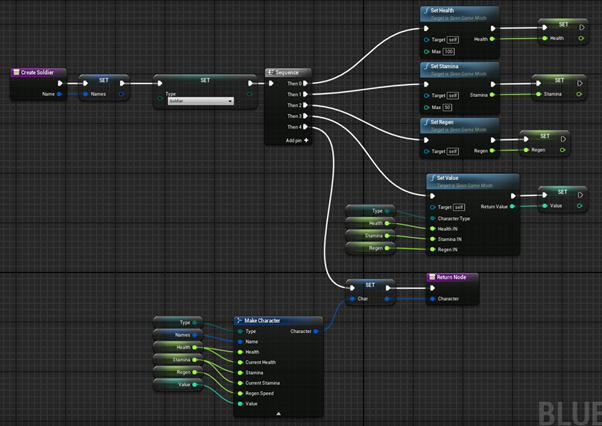 Create Soldier
Name
SET
Names
SET
Type
Soldier
Sequence
Then 0
Then 1
Then 2
Then 3
Then 4
Add pin +
Set Health
Target is Goon Game Mode
Target self
Health
Max 100
SET
Health
Set Stamina
Target is Goon Game Mode
Target self
Stamina
Max 50
SET
Stamina
Set Regen
Target is Goon Game Mode
Target self
Regen
SET
Regen
Set Value
Target is Goon Game Mode
Target self
Return Value
Character Type
Health IN
Stamina IN
Regen IN
SET
Value
Type
Health
Stamina
Regen
SET
Char
Return Node
Character
Type
Names
Health
Stamina
Regen
Value
Make Character
Type
Character
Name
Health
Current Health
Stamina
Current Stamina
Regen Speed
Value
BLUE